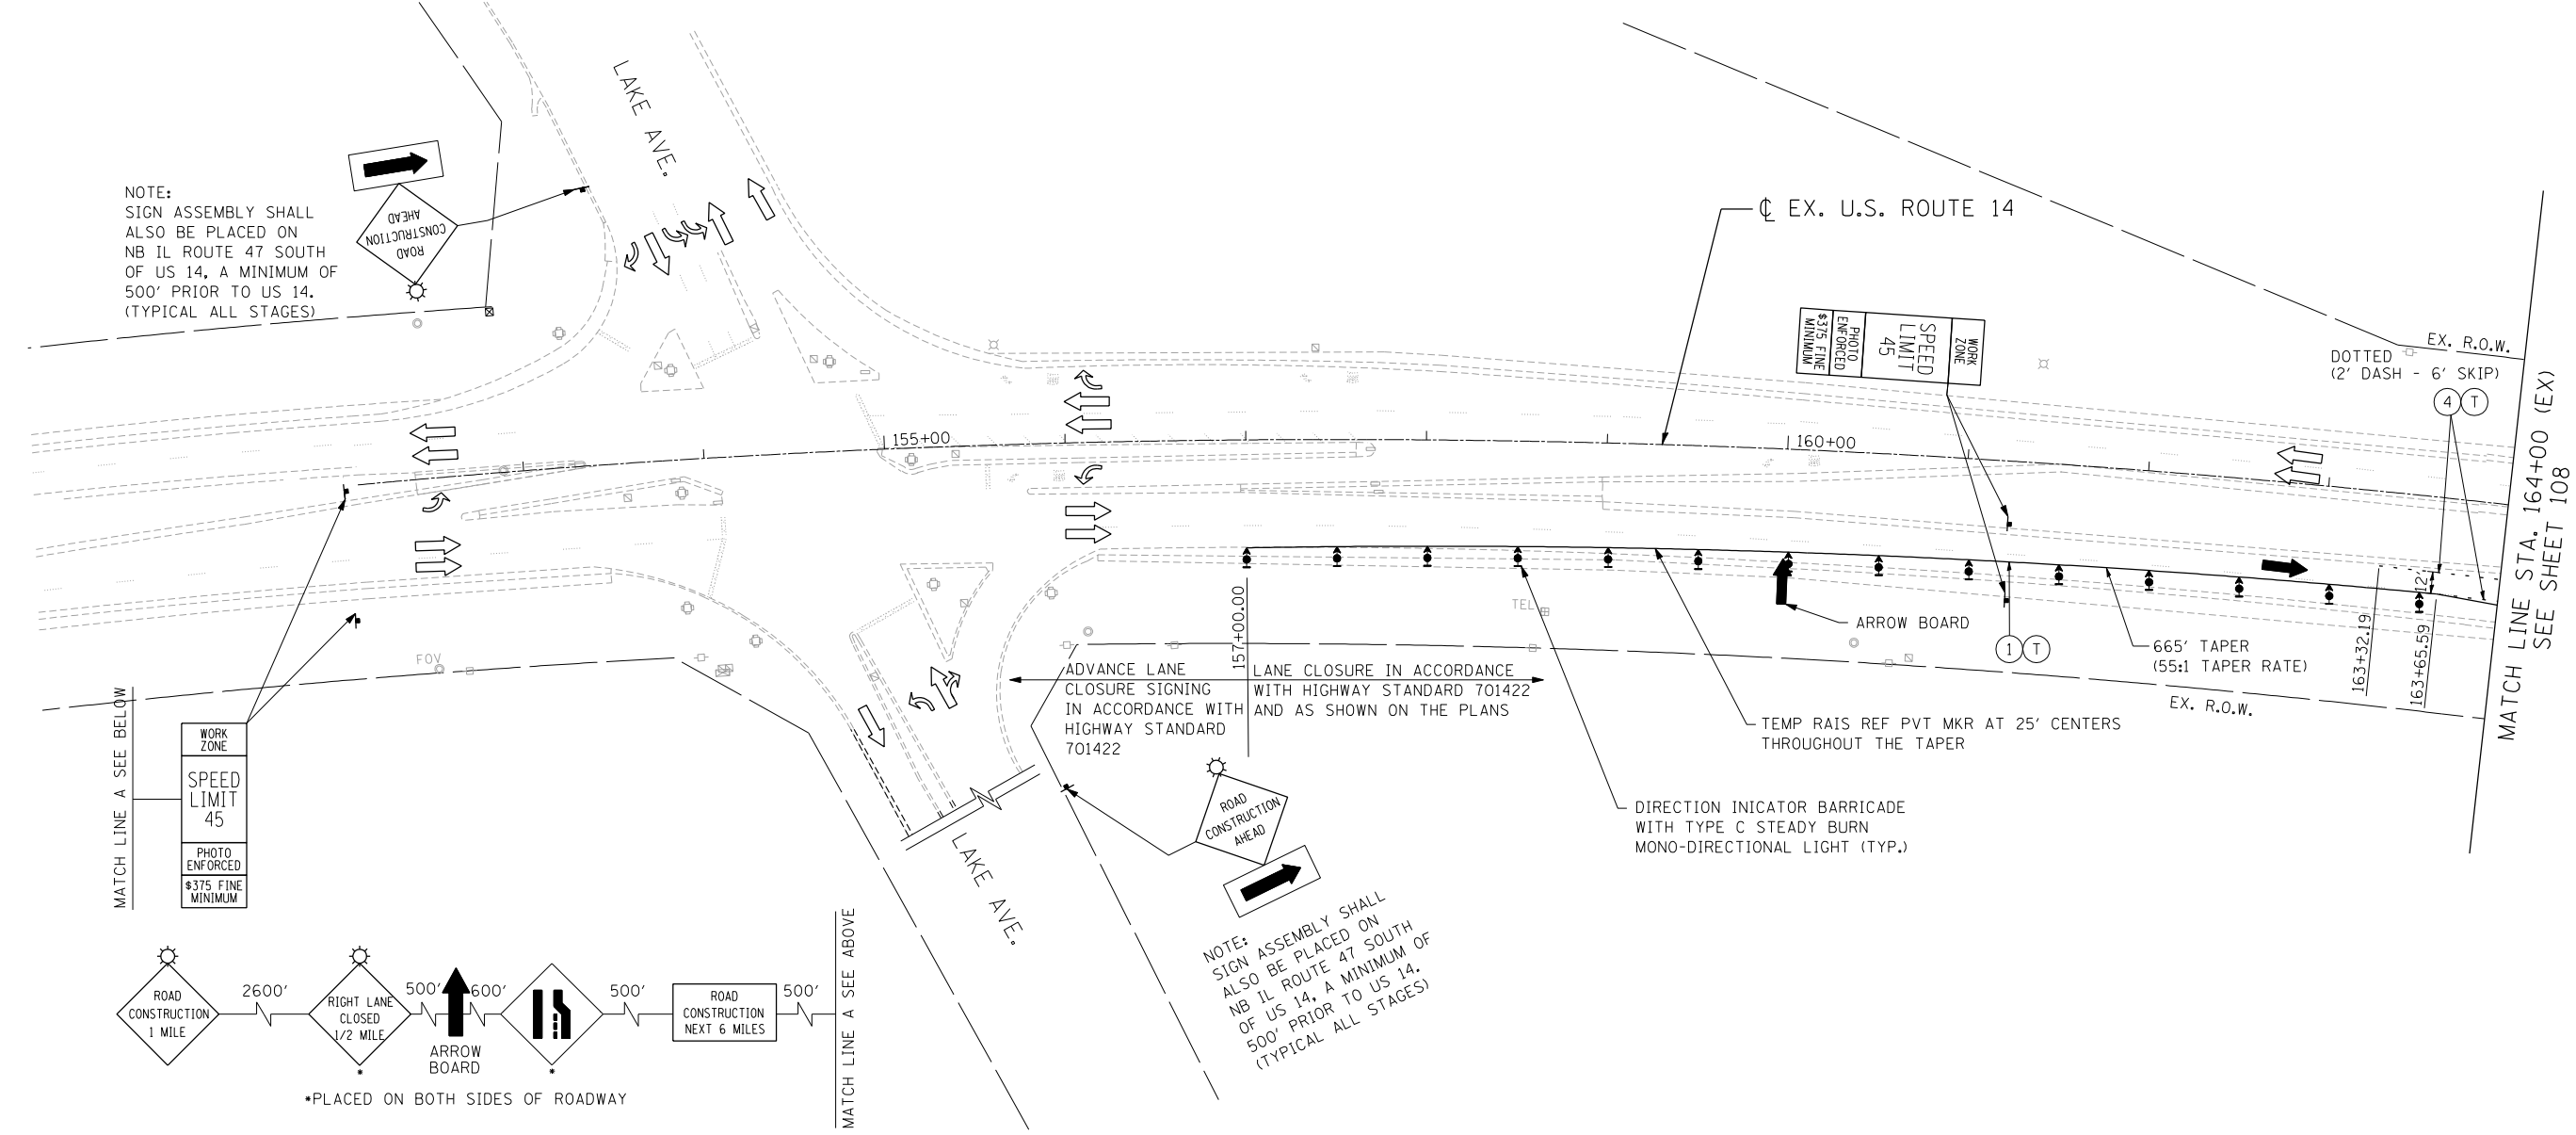 LAKE AVE.
NOTE:
SIGN ASSEMBLY SHALL
ALSO BE PLACED ON
NB IL ROUTE 47 SOUTH
OF US 14, A MINIMUM OF
500' PRIOR TO US 14.
(TYPICAL ALL STAGES)
ROAD
CONSTRUCTION
AHEAD
℄ EX. U.S. ROUTE 14
WORK
ZONE
SPEED
LIMIT
45
PHOTO
ENFORCED
$375 FINE
MINIMUM
EX. R.O.W.
DOTTED
(2' DASH - 6' SKIP)
4 T
MATCH LINE STA. 164+00 (EX)
SEE SHEET 108
155+00
160+00
12'
163+32.19
163+65.59
TEL
FOV
ARROW BOARD
1 T
665' TAPER
(55:1 TAPER RATE)
EX. R.O.W.
157+00.00
ADVANCE LANE
CLOSURE SIGNING
IN ACCORDANCE WITH
HIGHWAY STANDARD
701422
LANE CLOSURE IN ACCORDANCE
WITH HIGHWAY STANDARD 701422
AND AS SHOWN ON THE PLANS
TEMP RAIS REF PVT MKR AT 25' CENTERS
THROUGHOUT THE TAPER
DIRECTION INICATOR BARRICADE
WITH TYPE C STEADY BURN
MONO-DIRECTIONAL LIGHT (TYP.)
MATCH LINE A SEE BELOW
WORK
ZONE
SPEED
LIMIT
45
PHOTO
ENFORCED
$375 FINE
MINIMUM
LAKE AVE.
ROAD
CONSTRUCTION
AHEAD
NOTE:
SIGN ASSEMBLY SHALL
ALSO BE PLACED ON
NB IL ROUTE 47 SOUTH
OF US 14, A MINIMUM OF
500' PRIOR TO US 14.
(TYPICAL ALL STAGES)
ROAD
CONSTRUCTION
1 MILE
2600'
RIGHT LANE
CLOSED
1/2 MILE
*
500'
ARROW
BOARD
600'
*
500'
ROAD
CONSTRUCTION
NEXT 6 MILES
500'
MATCH LINE A SEE ABOVE
*PLACED ON BOTH SIDES OF ROADWAY